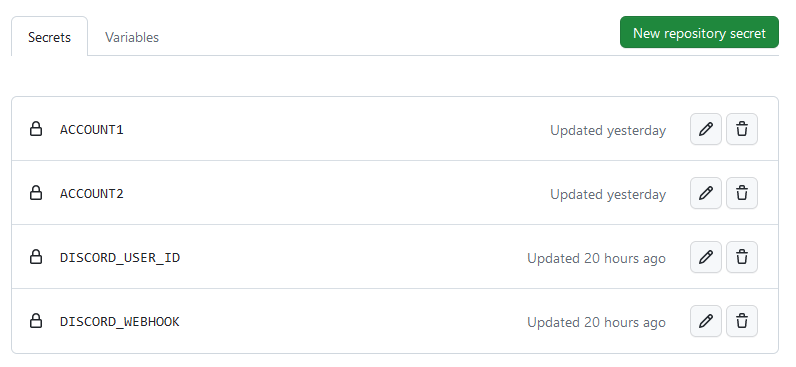 Secrets
Variables
New repository secret
ACCOUNT1
Updated yesterday
ACCOUNT2
Updated yesterday
DISCORD_USER_ID
Updated 20 hours ago
DISCORD_WEBHOOK
Updated 20 hours ago